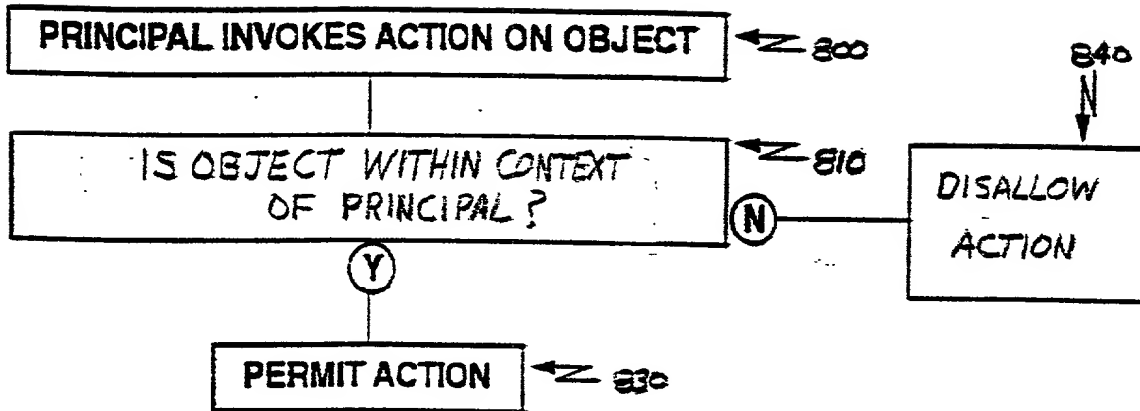 PRINCIPAL INVOKES ACTION ON OBJECT
800
840
IS OBJECT WITHIN CONTEXT
OF PRINCIPAL?
810
N
DISALLOW
ACTION
Y
PERMIT ACTION
830